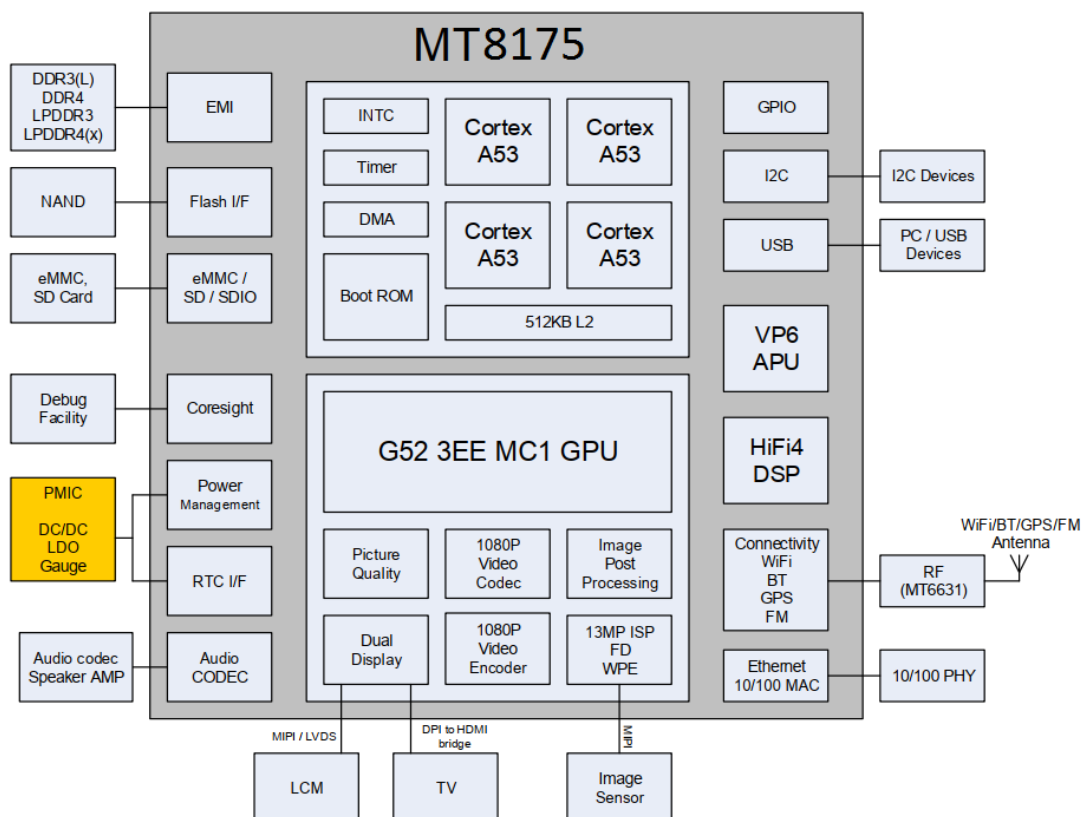 MT8175
DDR3(L)
DDR4
LPDDR3
LPDDR4(x)
EMI
NAND
Flash I/F
eMMC,
SD Card
eMMC /
SD / SDIO
Debug
Facility
Coresight
PMIC
DC/DC
LDO
Gauge
Power
Management
RTC I/F
Audio codec
Speaker AMP
Audio
CODEC
INTC
Timer
DMA
Boot ROM
Cortex
A53
Cortex
A53
Cortex
A53
Cortex
A53
512KB L2
G52 3EE MC1 GPU
Picture
Quality
1080P
Video
Codec
Image
Post
Processing
Dual
Display
1080P
Video
Encoder
13MP ISP
FD
WPE
GPIO
I2C
I2C Devices
USB
PC / USB
Devices
VP6
APU
HiFi4
DSP
Connectivity
WiFi
BT
GPS
FM
RF
(MT6631)
WiFi/BT/GPS/FM
Antenna
Ethernet
10/100 MAC
10/100 PHY
MIPI / LVDS
DPI to HDMI
bridge
MIPI
LCM
TV
Image
Sensor